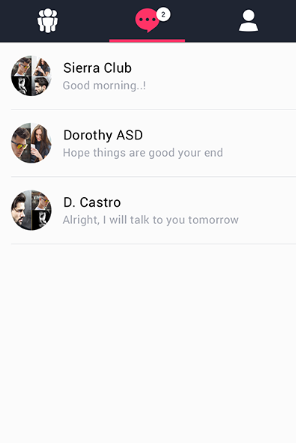 2
Sierra Club
Good morning..!
Dorothy ASD
Hope things are good your end
D. Castro
Alright, I will talk to you tomorrow